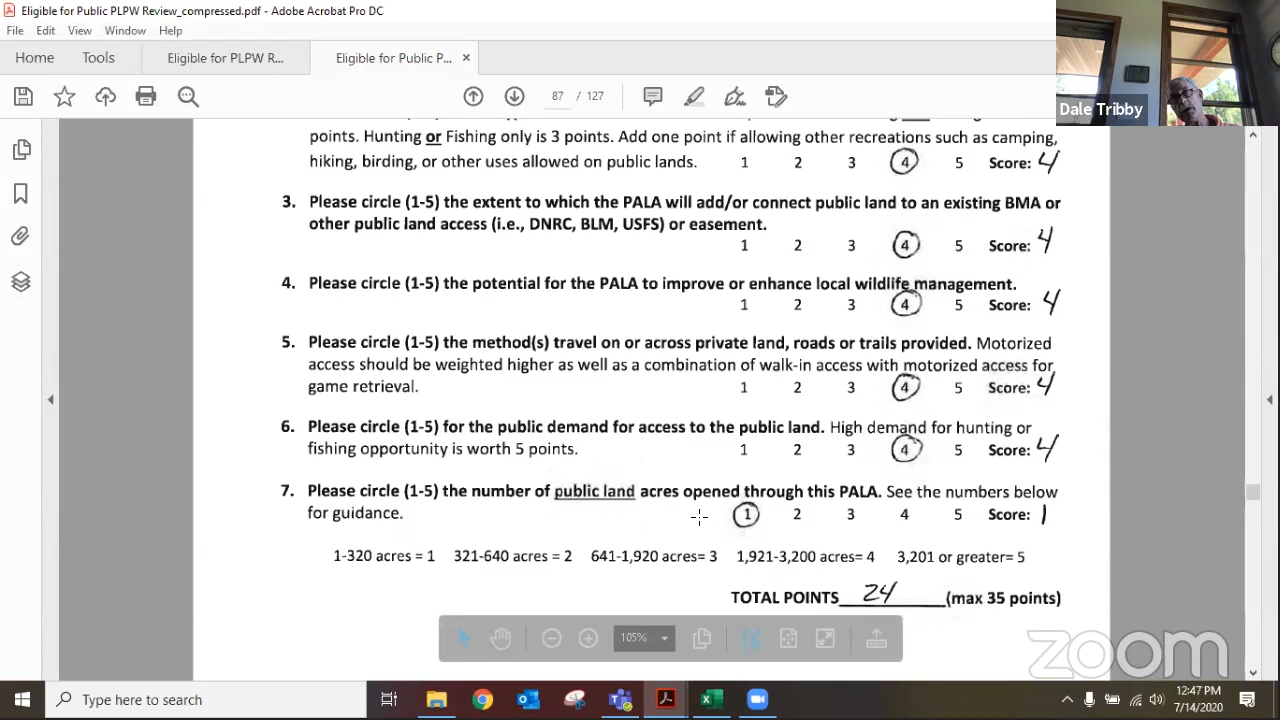 Eligible for Public PLPW Review_compressed.pdf - Adobe Acrobat Pro DC
File Edit View Window Help
Home Tools Eligible for PLPW R... Eligible for Public P... ×
87 / 127
Dale Tribby
points. Hunting or Fishing only is 3 points. Add one point if allowing other recreations such as camping,
hiking, birding, or other uses allowed on public lands. 1 2 3 4 5 Score: 4
3. Please circle (1-5) the extent to which the PALA will add/or connect public land to an existing BMA or
other public land access (i.e., DNRC, BLM, USFS) or easement.
1 2 3 4 5 Score: 4
4. Please circle (1-5) the potential for the PALA to improve or enhance local wildlife management.
1 2 3 4 5 Score: 4
5. Please circle (1-5) the method(s) travel on or across private land, roads or trails provided. Motorized
access should be weighted higher as well as a combination of walk-in access with motorized access for
game retrieval. 1 2 3 4 5 Score: 4
6. Please circle (1-5) for the public demand for access to the public land. High demand for hunting or
fishing opportunity is worth 5 points. 1 2 3 4 5 Score: 4
7. Please circle (1-5) the number of public land acres opened through this PALA. See the numbers below
for guidance. 1 2 3 4 5 Score: 1
1-320 acres = 1 321-640 acres = 2 641-1,920 acres= 3 1,921-3,200 acres= 4 3,201 or greater= 5
TOTAL POINTS 24 (max 35 points)
105%
zoom
Type here to search
12:47 PM
7/14/2020